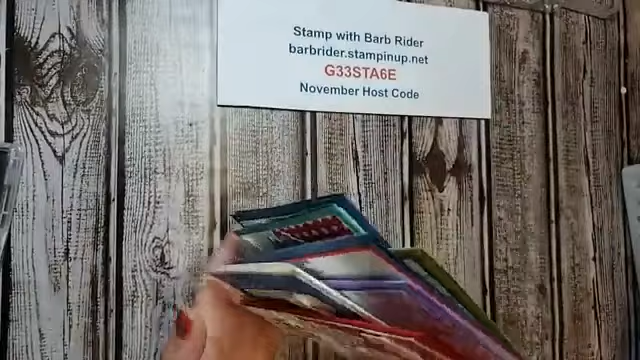 Stamp with Barb Rider
barbrider.stampinup.net
G33STA6E
November Host Code